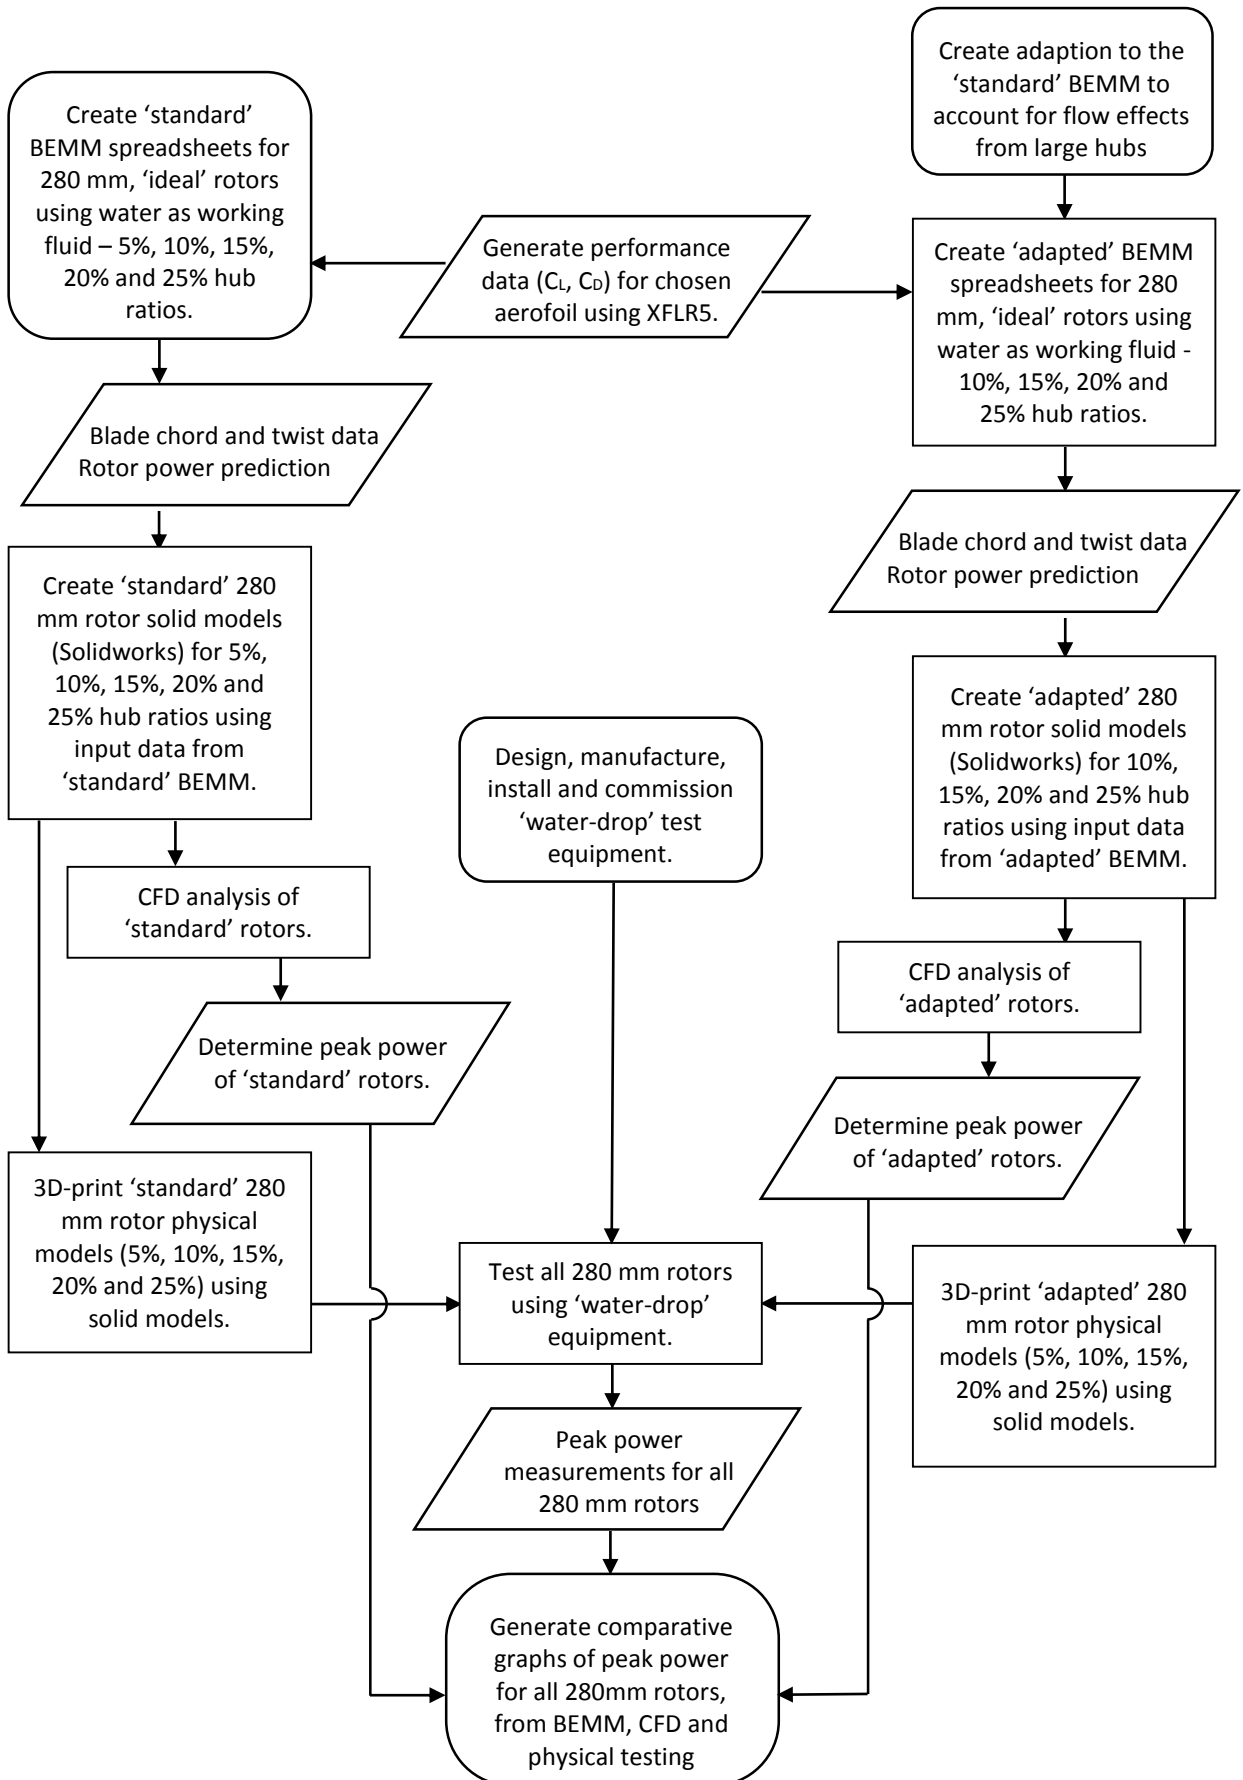 Create adaption to the
‘standard’ BEMM to
account for flow effects
from large hubs
Create ‘standard’
BEMM spreadsheets for
280 mm, ‘ideal’ rotors
using water as working
fluid – 5%, 10%, 15%,
20% and 25% hub
ratios.
Generate performance
data (CL, CD) for chosen
aerofoil using XFLR5.
Create ‘adapted’ BEMM
spreadsheets for 280
mm, ‘ideal’ rotors using
water as working fluid -
10%, 15%, 20% and
25% hub ratios.
Blade chord and twist data
Rotor power prediction
Blade chord and twist data
Rotor power prediction
Create ‘standard’ 280
mm rotor solid models
(Solidworks) for 5%,
10%, 15%, 20% and
25% hub ratios using
input data from
‘standard’ BEMM.
Design, manufacture,
install and commission
‘water-drop’ test
equipment.
Create ‘adapted’ 280
mm rotor solid models
(Solidworks) for 10%,
15%, 20% and 25% hub
ratios using input data
from ‘adapted’ BEMM.
CFD analysis of
‘standard’ rotors.
CFD analysis of
‘adapted’ rotors.
Determine peak power
of ‘standard’ rotors.
Determine peak power
of ‘adapted’ rotors.
3D-print ‘standard’ 280
mm rotor physical
models (5%, 10%, 15%,
20% and 25%) using
solid models.
Test all 280 mm rotors
using ‘water-drop’
equipment.
3D-print ‘adapted’ 280
mm rotor physical
models (5%, 10%, 15%,
20% and 25%) using
solid models.
Peak power
measurements for all
280 mm rotors
Generate comparative
graphs of peak power
for all 280mm rotors,
from BEMM, CFD and
physical testing